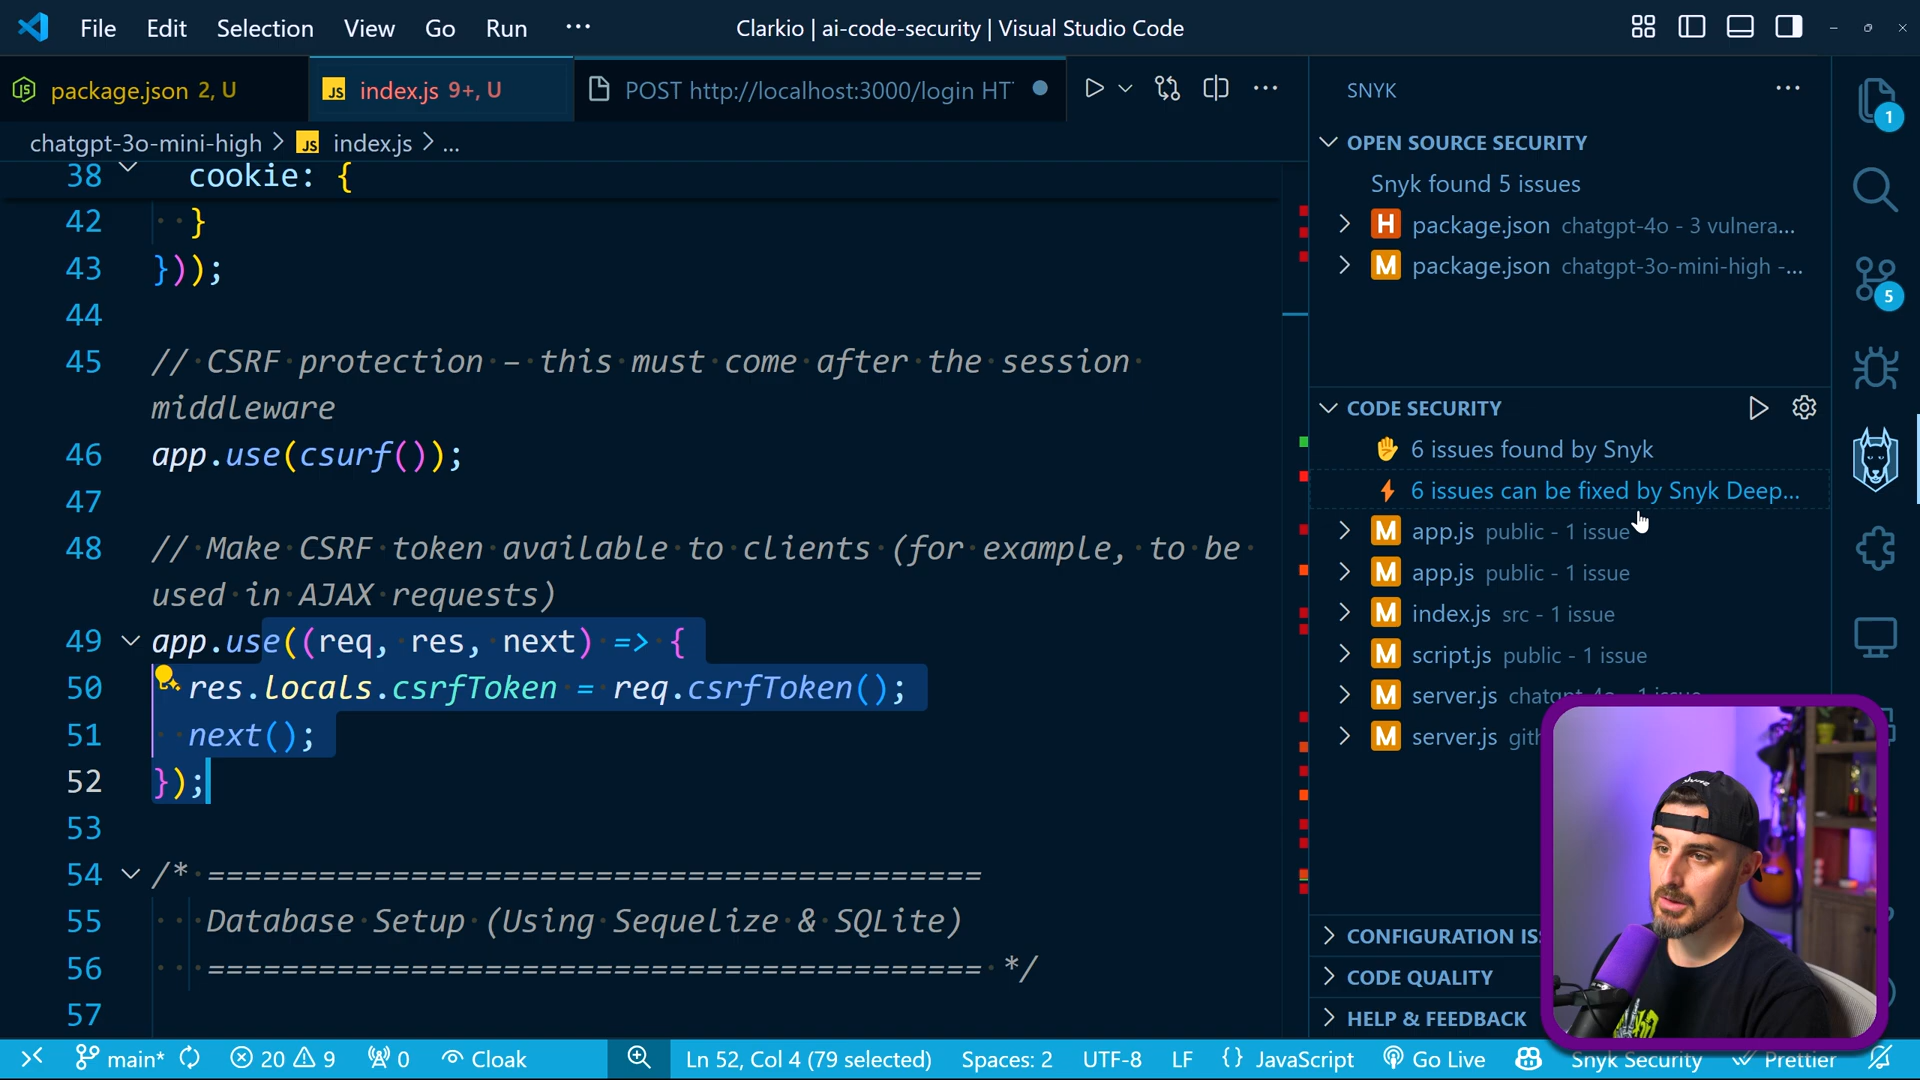 File Edit Selection View Go Run ··· Clarkio | ai-code-security | Visual Studio Code
package.json 2, U index.js 9+, U POST http://localhost:3000/login HT
chatgpt-3o-mini-high > JS index.js > ...
38 cookie: {
42 }
43 }));
44
45 // CSRF protection – this must come after the session
middleware
46 app.use(csurf());
47
48 // Make CSRF token available to clients (for example, to be
used in AJAX requests)
49 app.use((req, res, next) => {
50 res.locals.csrfToken = req.csrfToken();
51 next();
52 });
53
54 /* ==========================================
55 Database Setup (Using Sequelize & SQLite)
56 ========================================== */
57
SNYK
OPEN SOURCE SECURITY
Snyk found 5 issues
H package.json chatgpt-4o - 3 vulnera...
M package.json chatgpt-3o-mini-high -...
CODE SECURITY
6 issues found by Snyk
6 issues can be fixed by Snyk Deep...
M app.js public - 1 issue
M app.js public - 1 issue
M index.js src - 1 issue
M script.js public - 1 issue
M server.js chatgpt-4o - 1 issue
M server.js gith
CONFIGURATION IS
CODE QUALITY
HELP & FEEDBACK
1
5
main* 20 9 0 Cloak Ln 52, Col 4 (79 selected) Spaces: 2 UTF-8 LF {} JavaScript Go Live Snyk Security Prettier